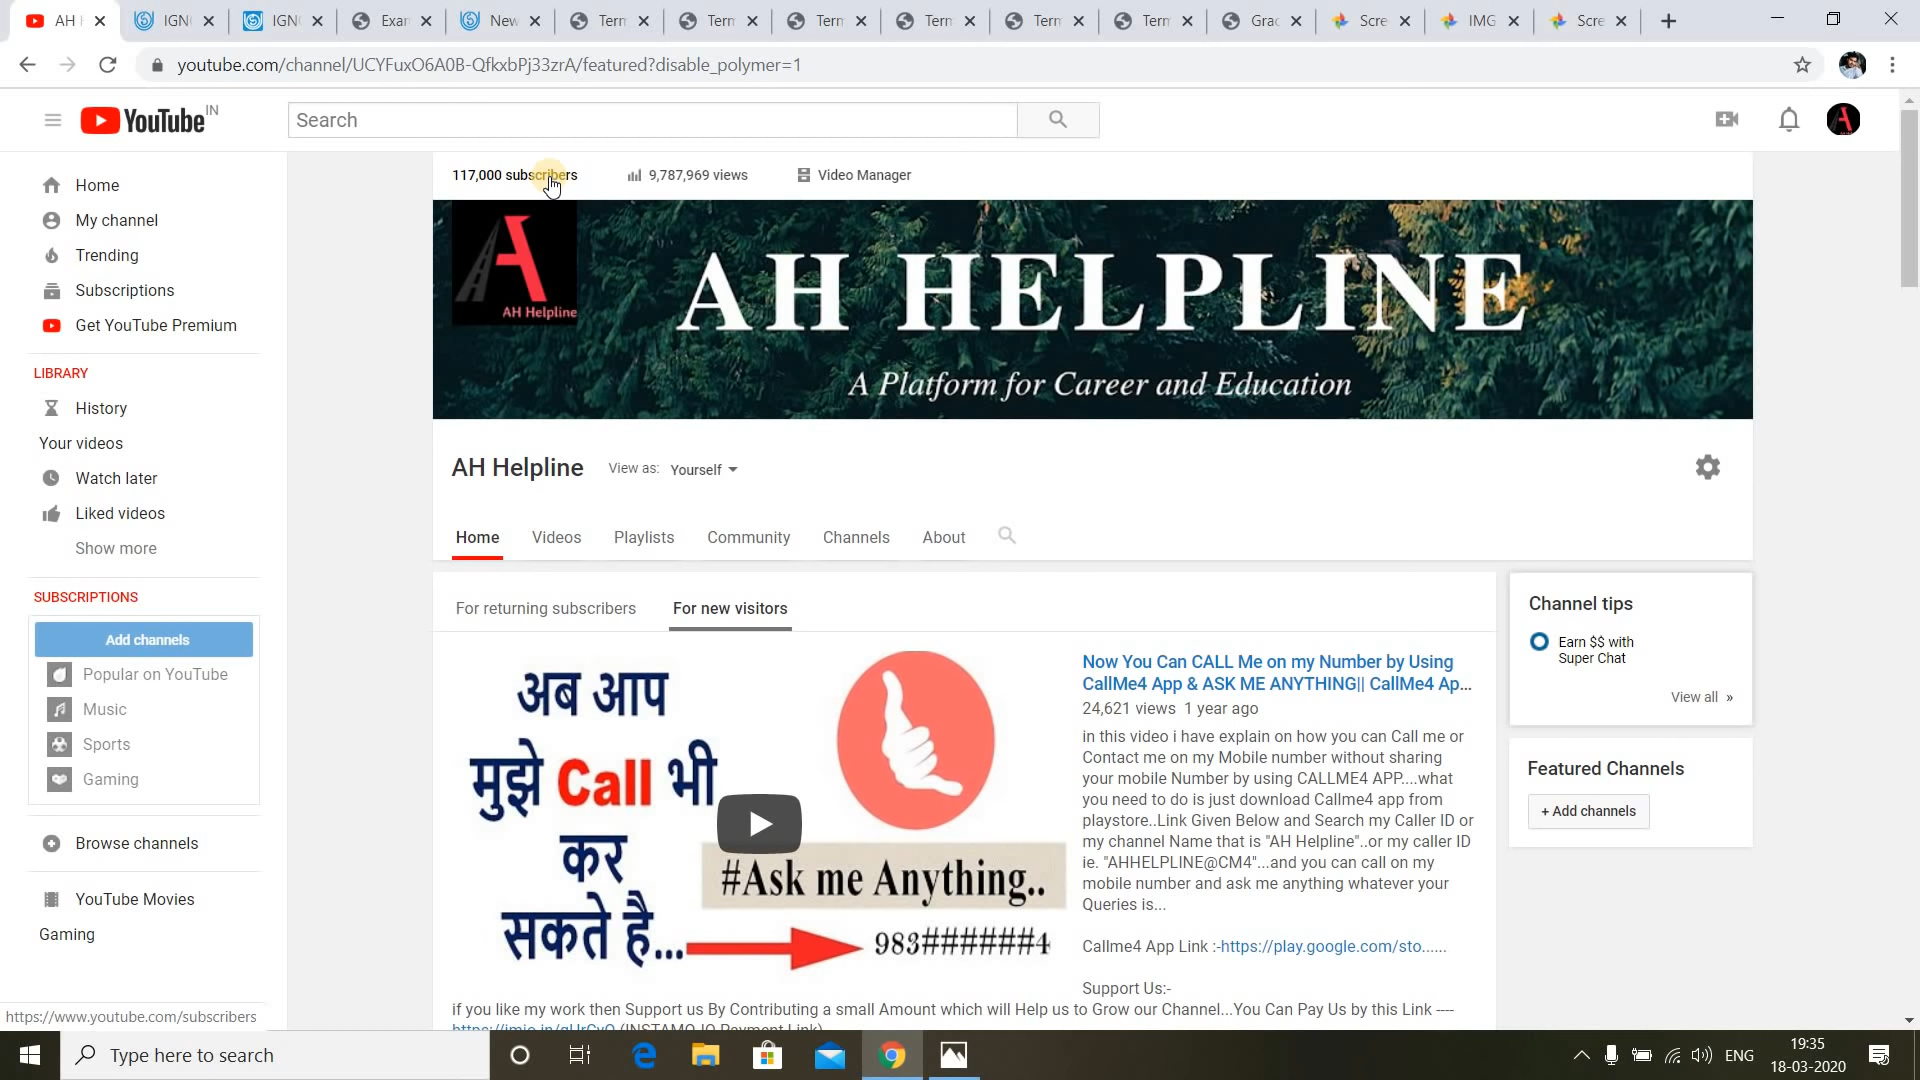 AH
IGN
IGN
Exar
New
Term
Term
Term
Term
Term
Term
Grac
Scre
IMG
Scre
youtube.com/channel/UCYFuxO6A0B-QfkxbPj33zrA/featured?disable_polymer=1
YouTube IN
Search
117,000 subscribers
9,787,969 views
Video Manager
Home
My channel
Trending
Subscriptions
Get YouTube Premium
LIBRARY
History
Your videos
Watch later
Liked videos
Show more
SUBSCRIPTIONS
Add channels
Popular on YouTube
Music
Sports
Gaming
Browse channels
YouTube Movies
Gaming
https://www.youtube.com/subscribers
AH Helpline
AH HELPLINE
A Platform for Career and Education
AH Helpline
View as: Yourself
Home Videos Playlists Community Channels About
For returning subscribers
For new visitors
अब आप
मुझे Call भी
कर
सकते है...
#Ask me Anything..
983######4
Now You Can CALL Me on my Number by Using
CallMe4 App & ASK ME ANYTHING|| CallMe4 Ap...
24,621 views 1 year ago
in this video i have explain on how you can Call me or
Contact me on my Mobile number without sharing
your mobile Number by using CALLME4 APP....what
you need to do is just download Callme4 app from
playstore..Link Given Below and Search my Caller ID or
my channel Name that is "AH Helpline"..or my caller ID
ie. "AHHELPLINE@CM4"...and you can call on my
mobile number and ask me anything whatever your
Queries is...
Callme4 App Link :-https://play.google.com/sto......
Support Us:-
if you like my work then Support us By Contributing a small Amount which will Help us to Grow our Channel...You Can Pay Us by this Link ----
Channel tips
Earn $$ with
Super Chat
View all »
Featured Channels
+ Add channels
Type here to search
ENG
19:35
18-03-2020